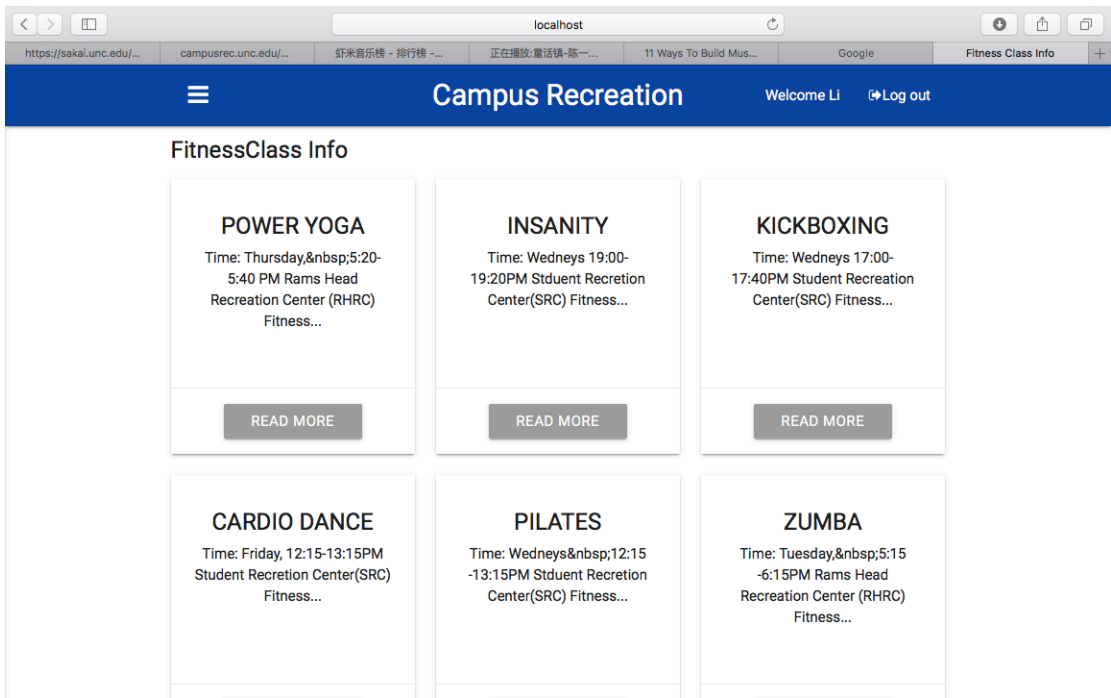 localhost
https://sakai.unc.edu/...
campusrec.unc.edu/...
虾米音乐榜 - 排行榜 -...
正在播放:童话镇-陈一...
11 Ways To Build Mus...
Google
Fitness Class Info
Campus Recreation
Welcome Li
Log out
FitnessClass Info
POWER YOGA
Time: Thursday,&nbsp;5:20-
5:40 PM Rams Head
Recreation Center (RHRC)
Fitness...
READ MORE
INSANITY
Time: Wedneys 19:00-
19:20PM Stduent Recretion
Center(SRC) Fitness...
READ MORE
KICKBOXING
Time: Wedneys 17:00-
17:40PM Student Recreation
Center(SRC) Fitness...
READ MORE
CARDIO DANCE
Time: Friday, 12:15-13:15PM
Student Recretion Center(SRC)
Fitness...
PILATES
Time: Wedneys&nbsp;12:15
-13:15PM Stduent Recretion
Center(SRC) Fitness...
ZUMBA
Time: Tuesday,&nbsp;5:15
-6:15PM Rams Head
Recreation Center (RHRC)
Fitness...